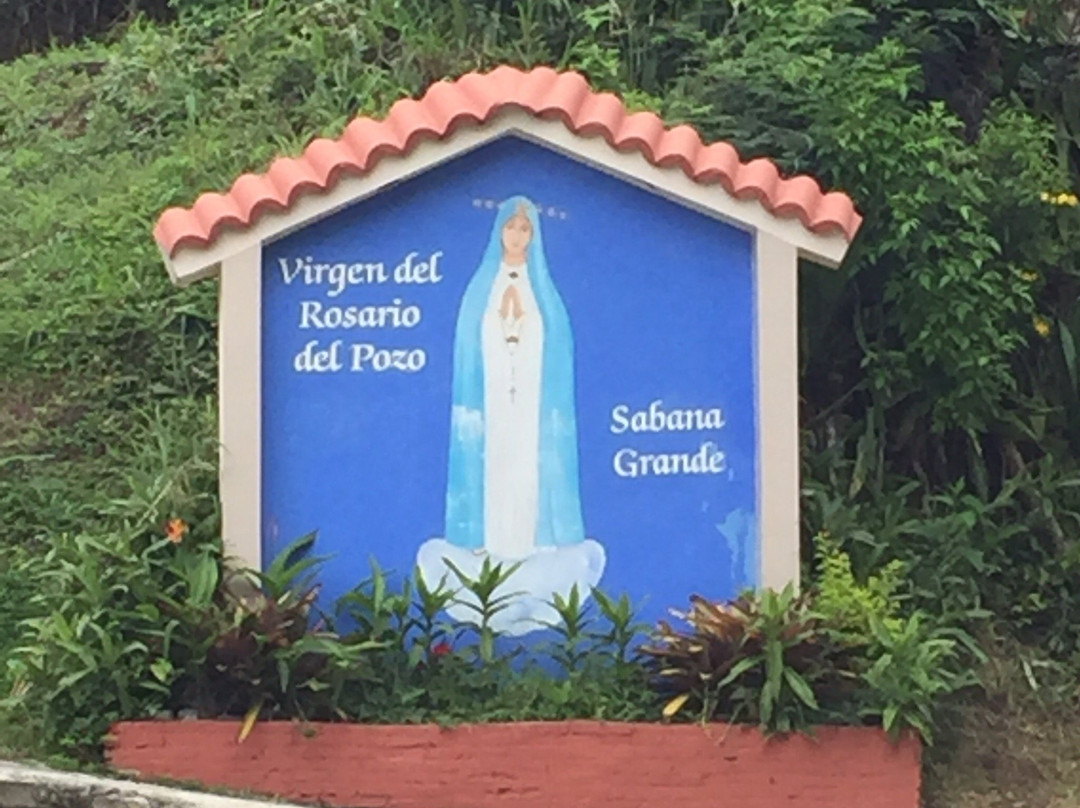 Virgen del
Rosario
del Pozo
Sabana
Grande